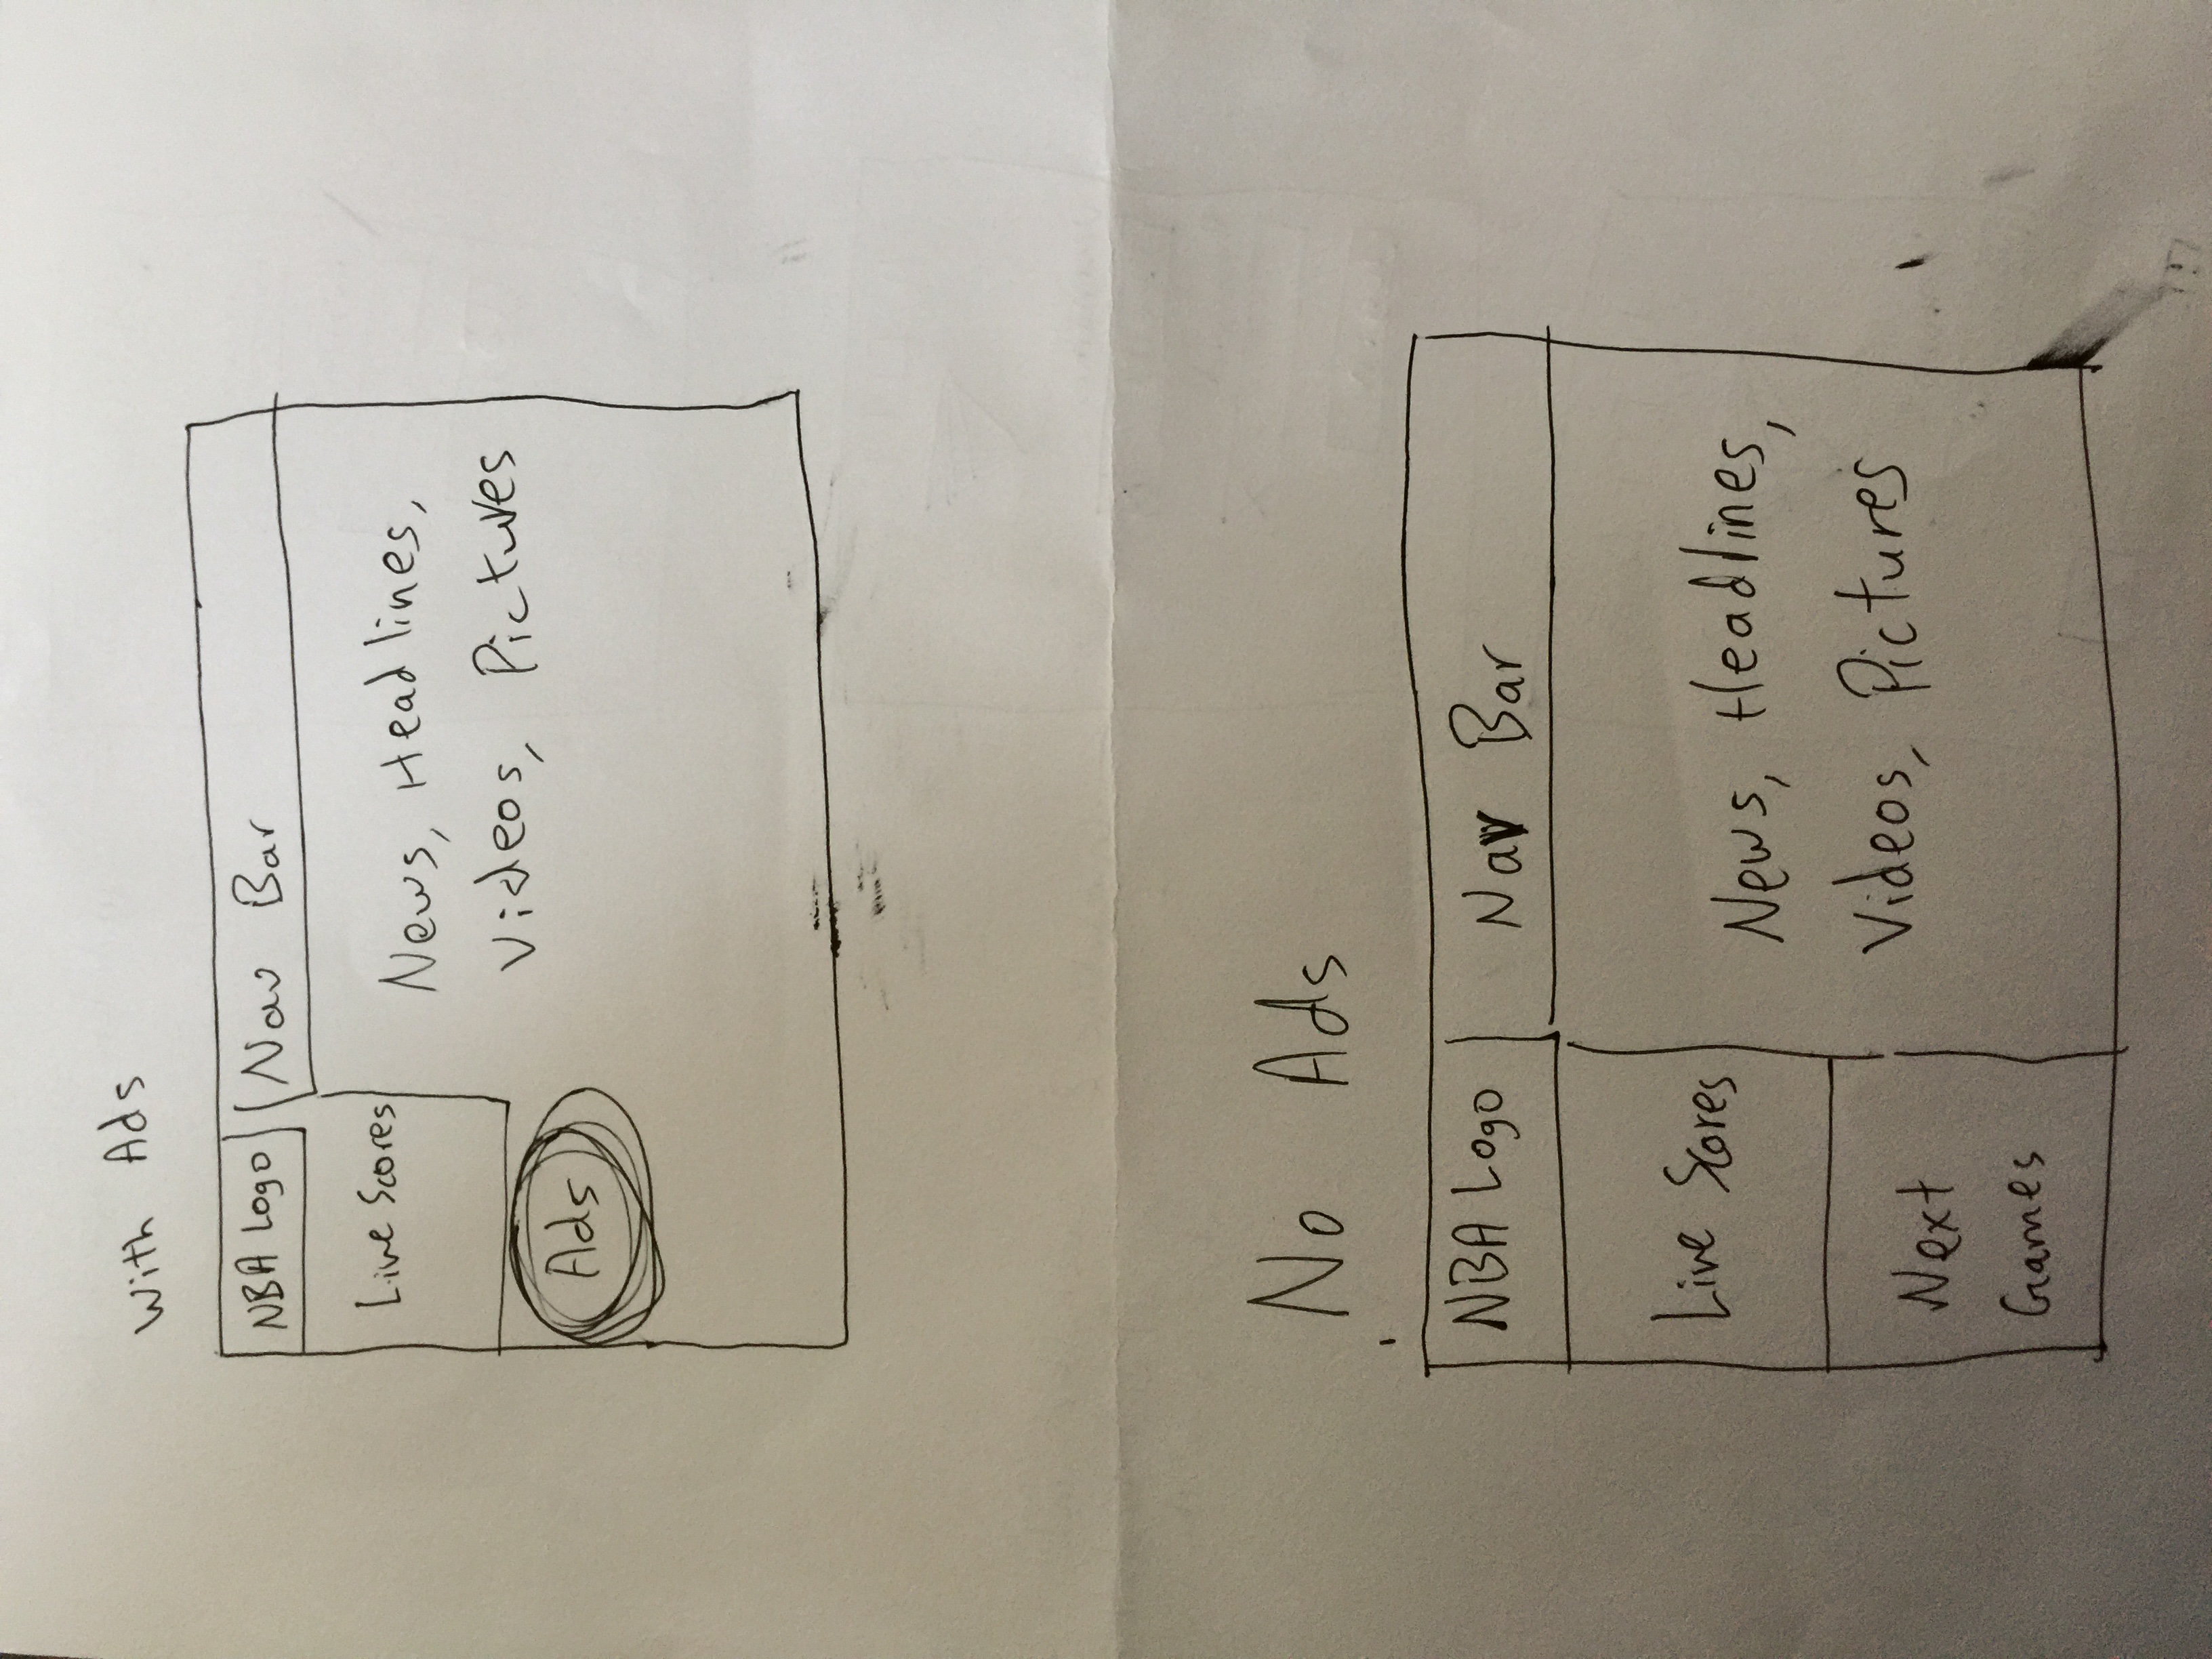 With Ads
NBA Logo
Nav Bar
Live Scores
News, Headlines,
Videos, Pictures
Ads
No Ads
NBA Logo
Nav Bar
Live Scores
News, Headlines,
Videos, Pictures
Next
Games